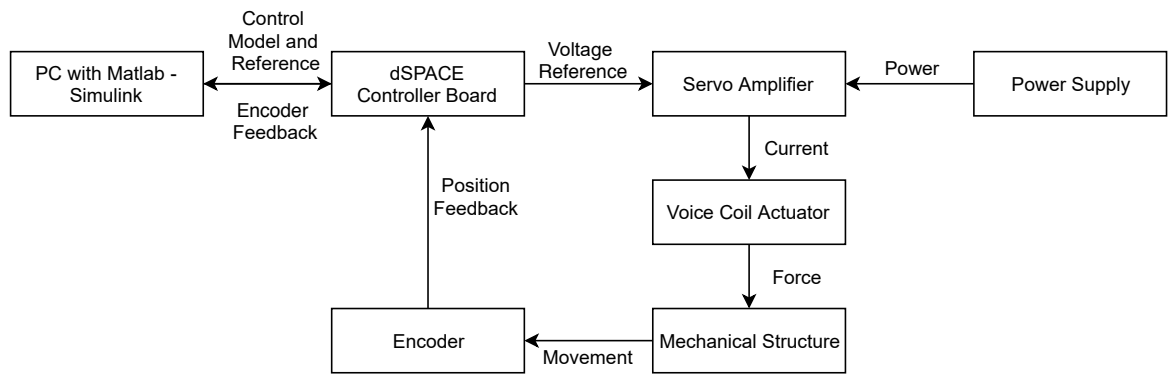 Control
Model and
Reference
PC with Matlab -
Simulink
Encoder
Feedback
dSPACE
Controller Board
Voltage
Reference
Servo Amplifier
Power
Power Supply
Current
Voice Coil Actuator
Position
Feedback
Force
Encoder
Movement
Mechanical Structure